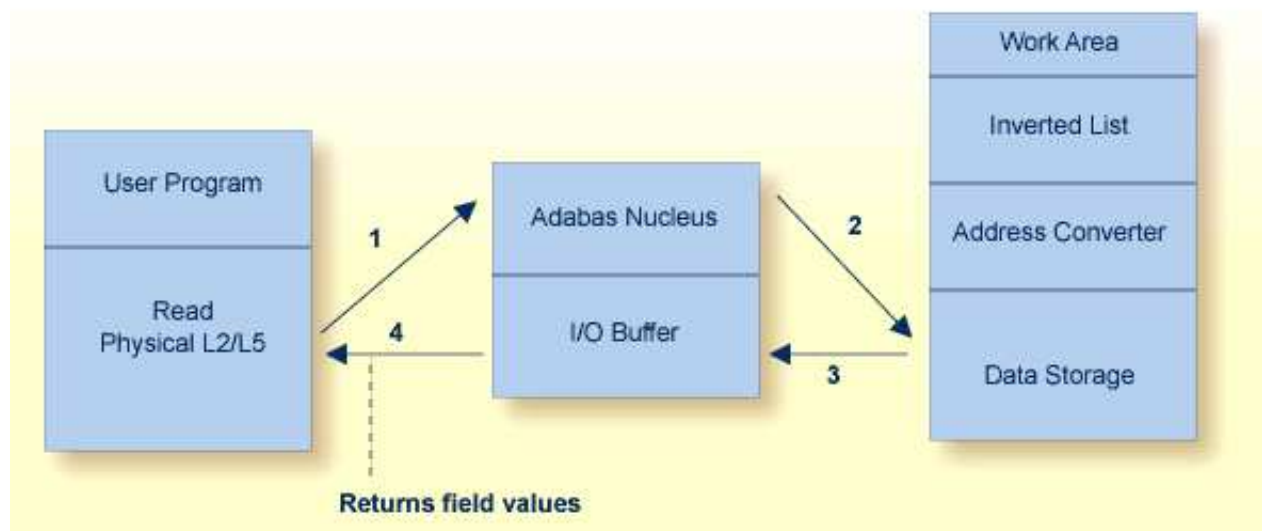 User Program
Read
Physical L2/L5
1
4
Returns field values
Adabas Nucleus
I/O Buffer
2
3
Work Area
Inverted List
Address Converter
Data Storage